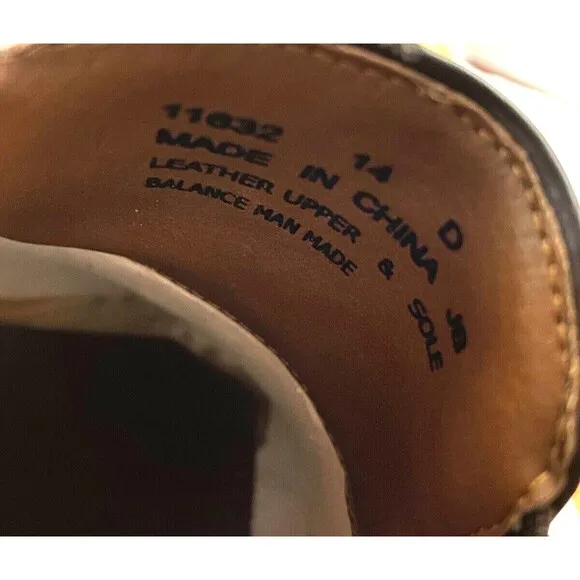 11632 14 D
MADE IN CHINA JB
LEATHER UPPER & SOLE
BALANCE MAN MADE